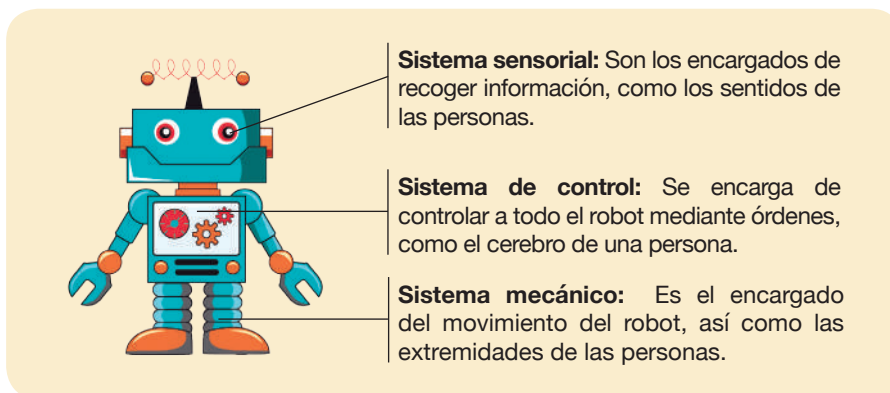 Sistema sensorial: Son los encargados de
recoger información, como los sentidos de
las personas.
Sistema de control: Se encarga de
controlar a todo el robot mediante órdenes,
como el cerebro de una persona.
Sistema mecánico: Es el encargado
del movimiento del robot, así como las
extremidades de las personas.